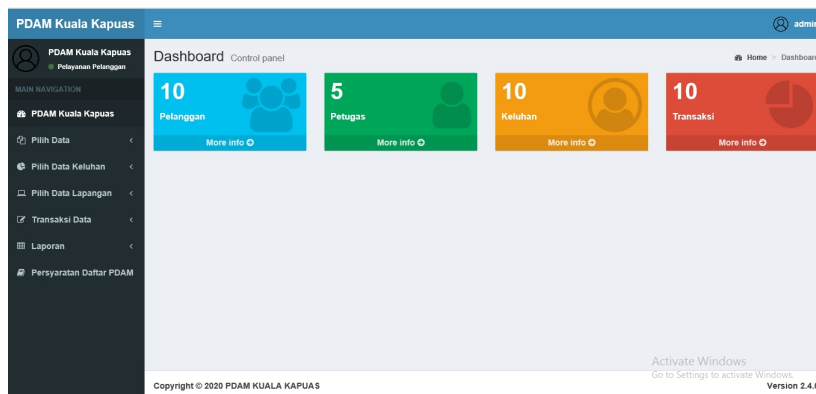 PDAM Kuala Kapuas
admin
PDAM Kuala Kapuas
Pelayanan Pelanggan
MAIN NAVIGATION
PDAM Kuala Kapuas
Pilih Data
Pilih Data Keluhan
Pilih Data Lapangan
Transaksi Data
Laporan
Persyaratan Daftar PDAM
Dashboard Control panel
Home > Dashboard
10
Pelanggan
More info
5
Petugas
More info
10
Keluhan
More info
10
Transaksi
More info
Activate Windows
Go to Settings to activate Windows.
Copyright © 2020 PDAM KUALA KAPUAS
Version 2.4.0